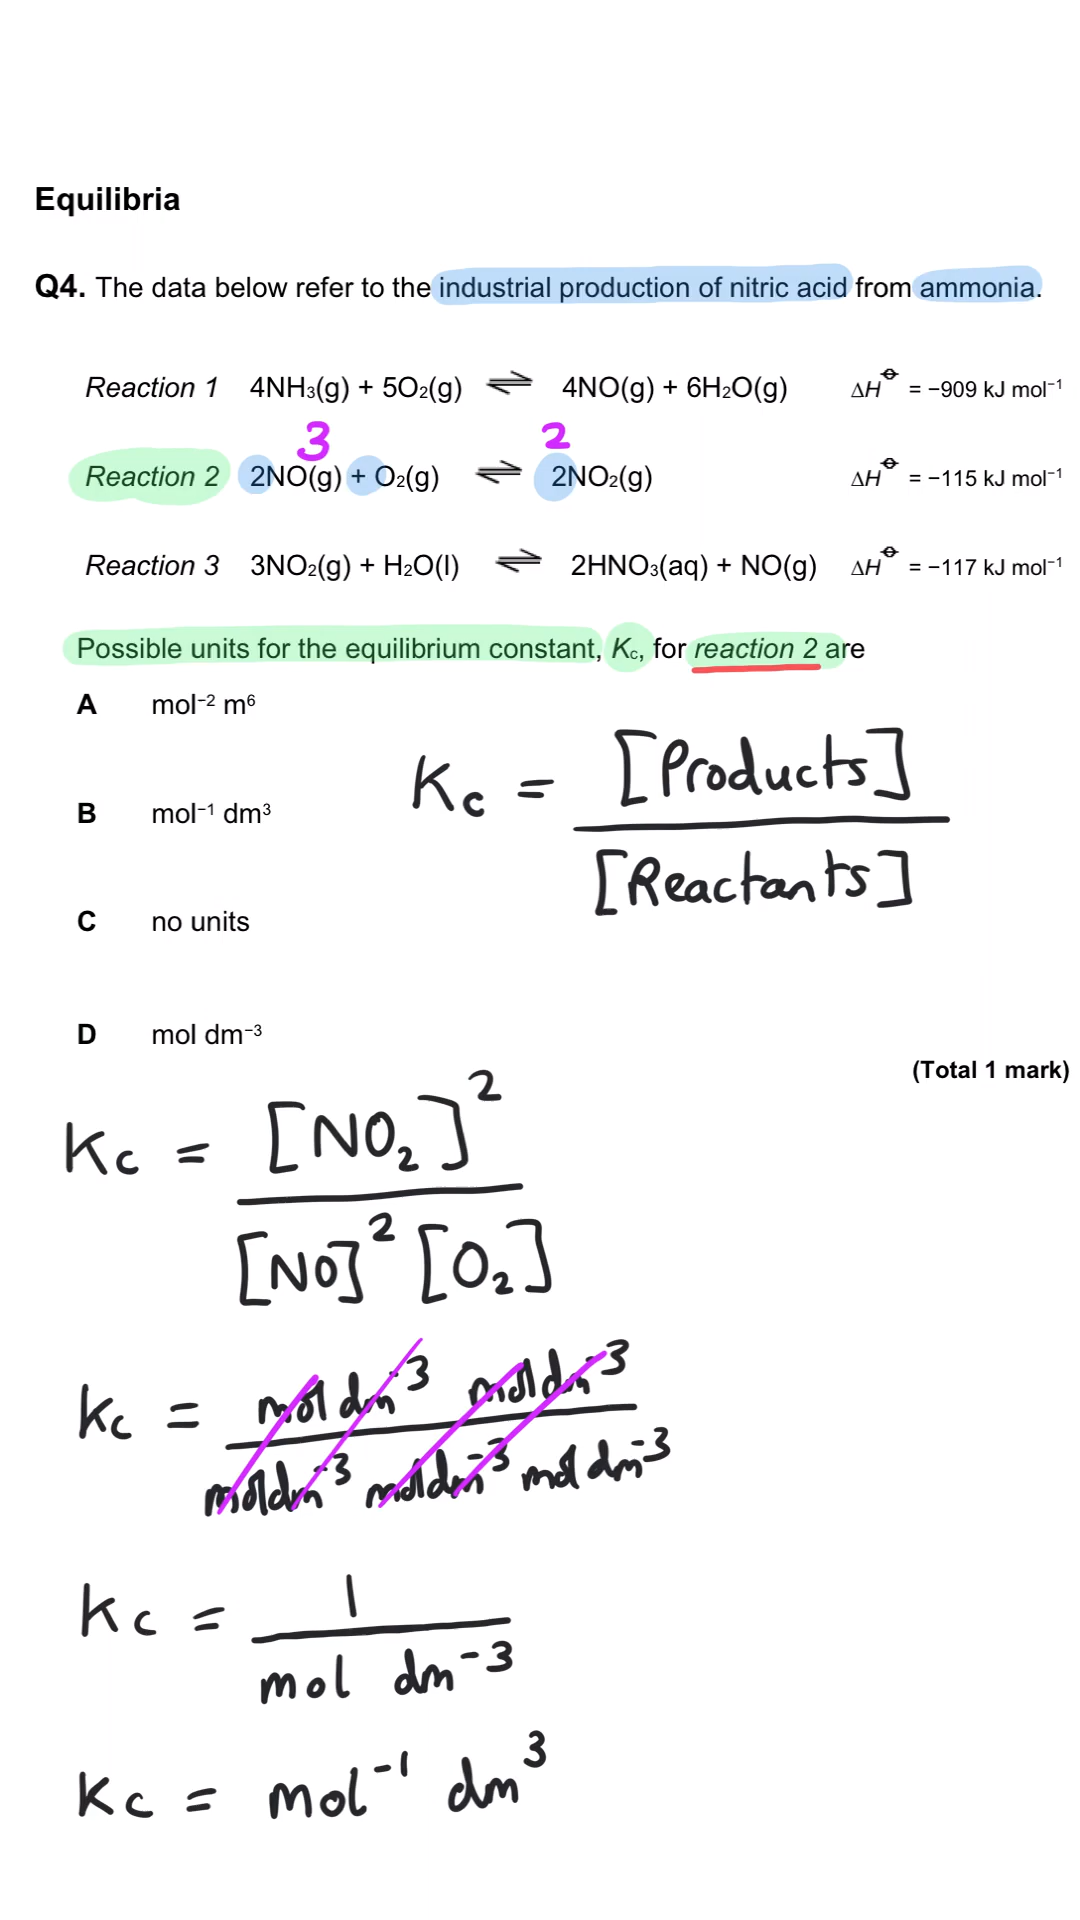 Equilibria
Q4. The data below refer to the industrial production of nitric acid from ammonia.
Reaction 1 4NH₃(g) + 5O₂(g) ⇌ 4NO(g) + 6H₂O(g) ΔH⦵ = −909 kJ mol⁻¹
3 2
Reaction 2 2NO(g) + O₂(g) ⇌ 2NO₂(g) ΔH⦵ = −115 kJ mol⁻¹
Reaction 3 3NO₂(g) + H₂O(l) ⇌ 2HNO₃(aq) + NO(g) ΔH⦵ = −117 kJ mol⁻¹
Possible units for the equilibrium constant, Kc, for reaction 2 are
A mol⁻² m⁶
B mol⁻¹ dm³
C no units
D mol dm⁻³
Kc = [Products]
[Reactants]
(Total 1 mark)
Kc = [NO₂]²
[NO]² [O₂]
Kc = mol dm⁻³ mol dm⁻³
mol dm⁻³ mol dm⁻³ mol dm⁻³
Kc = 1
mol dm⁻³
Kc = mol⁻¹ dm³